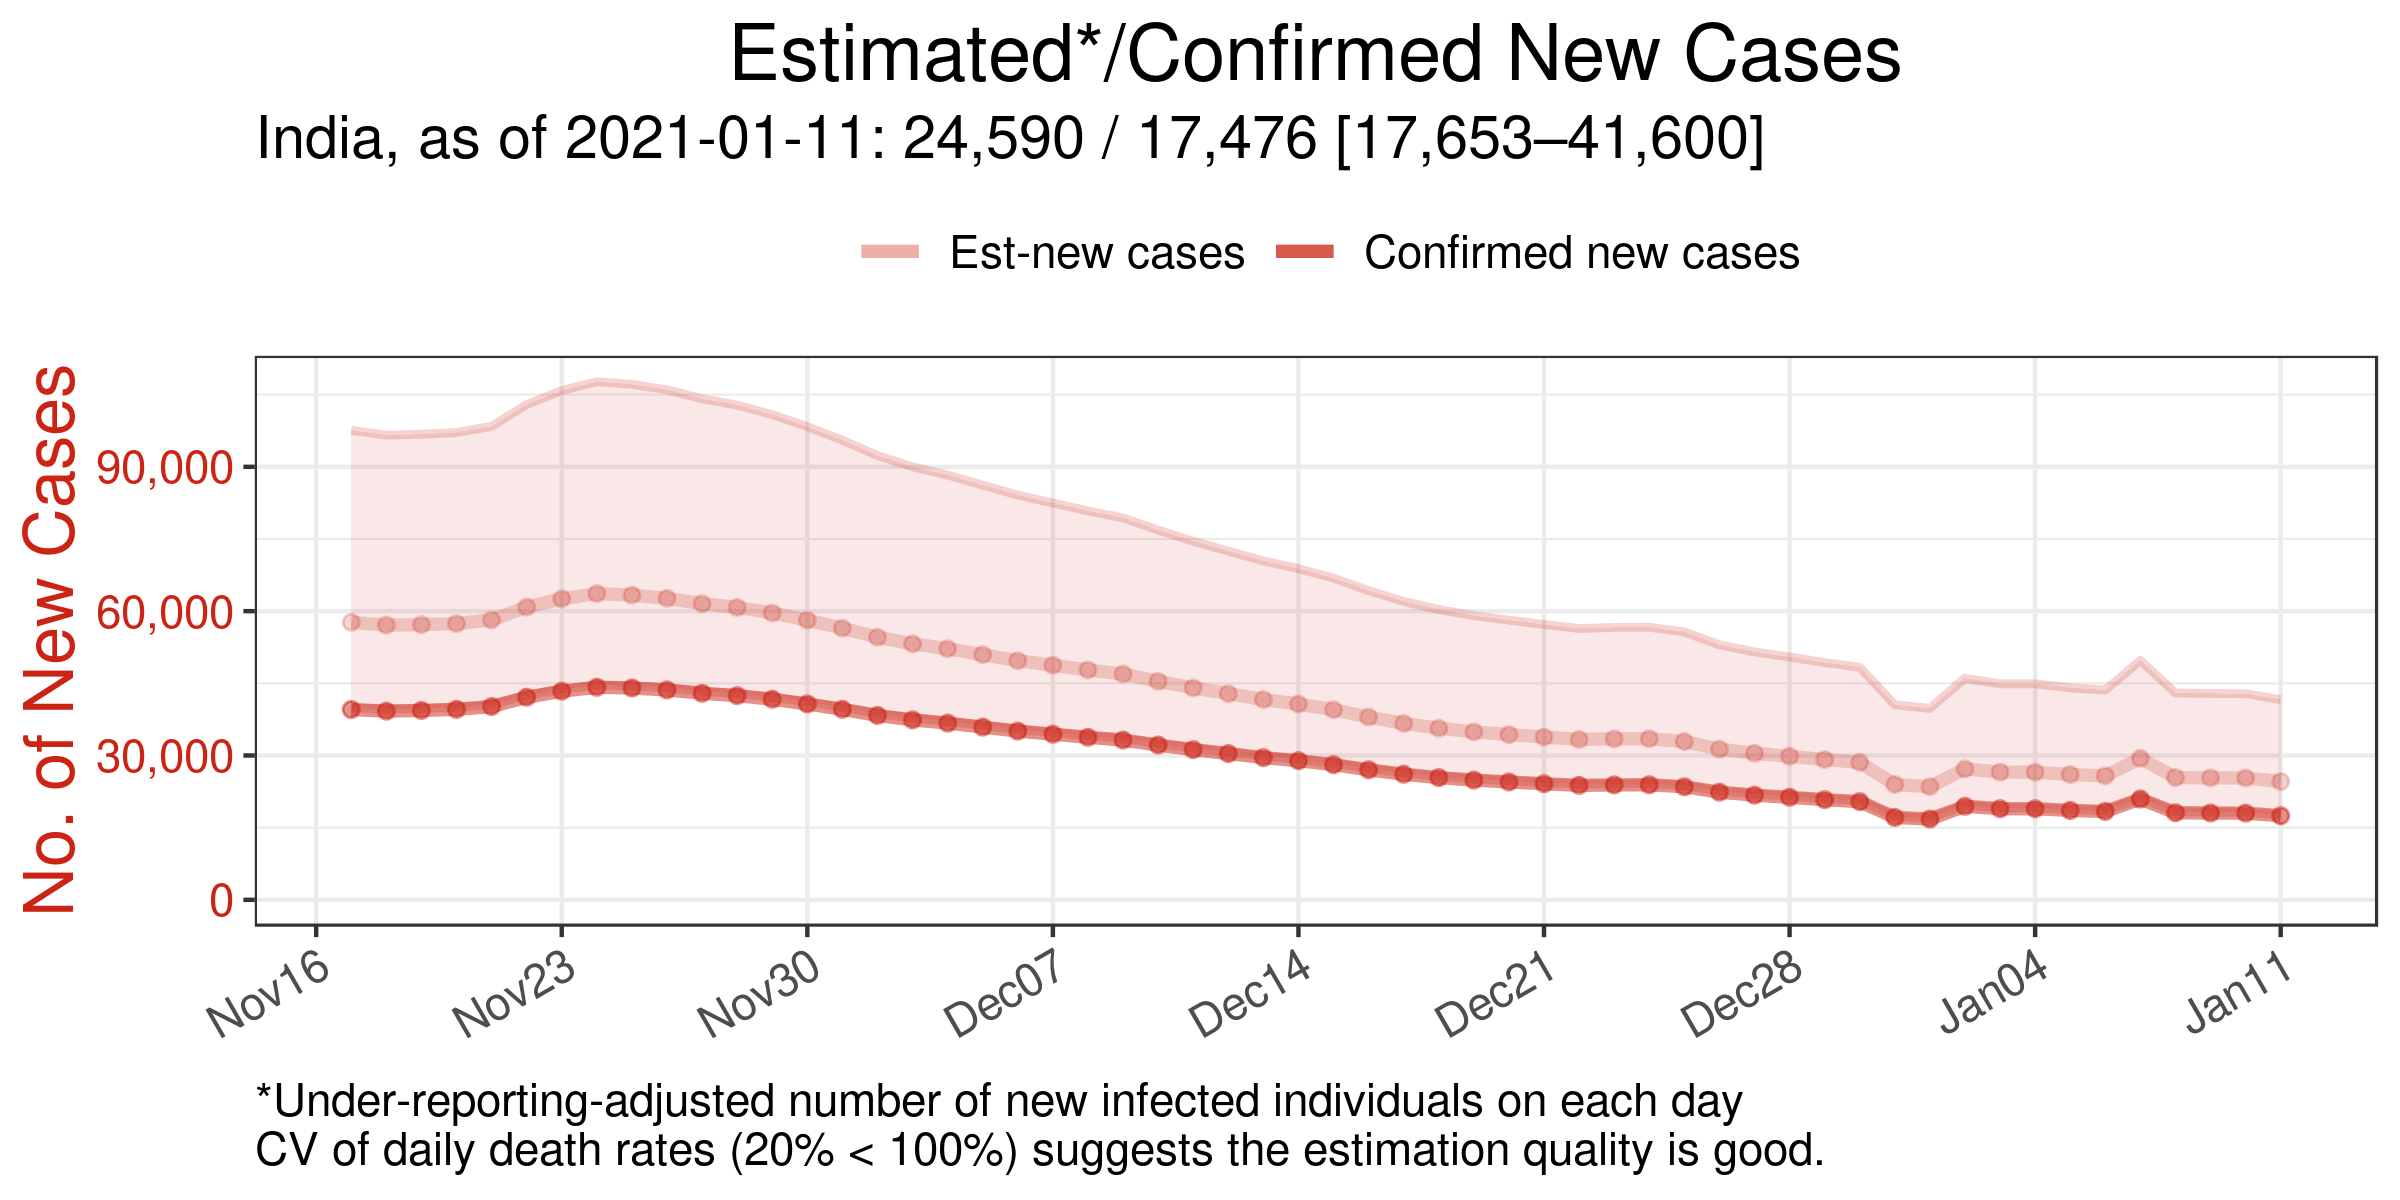 Estimated*/Confirmed New Cases
India, as of 2021-01-11: 24,590 / 17,476 [17,653–41,600]
Est-new cases
Confirmed new cases
No. of New Cases
90,000
60,000
30,000
0
Nov16
Nov23
Nov30
Dec07
Dec14
Dec21
Dec28
Jan04
Jan11
*Under-reporting-adjusted number of new infected individuals on each day
CV of daily death rates (20% < 100%) suggests the estimation quality is good.